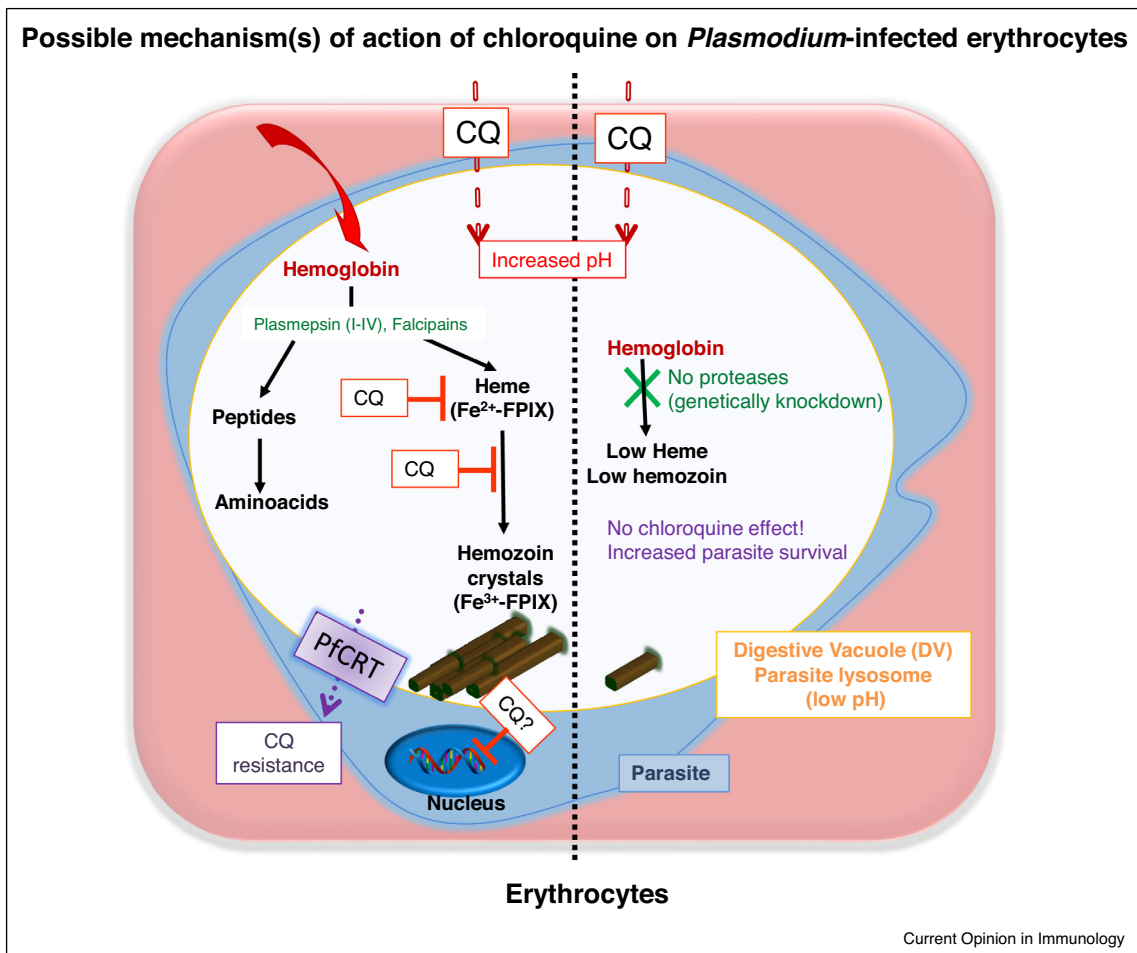 Possible mechanism(s) of action of chloroquine on Plasmodium-infected erythrocytes
CQ
CQ
Increased pH
Hemoglobin
Plasmepsin (I-IV), Falcipains
CQ
Heme
(Fe2+-FPIX)
Peptides
CQ
Aminoacids
Hemozoin
crystals
(Fe3+-FPIX)
Hemoglobin
No proteases
(genetically knockdown)
Low Heme
Low hemozoin
No chloroquine effect!
Increased parasite survival
PfCRT
CQ
resistance
CQ?
Nucleus
Digestive Vacuole (DV)
Parasite lysosome
(low pH)
Parasite
Erythrocytes
Current Opinion in Immunology